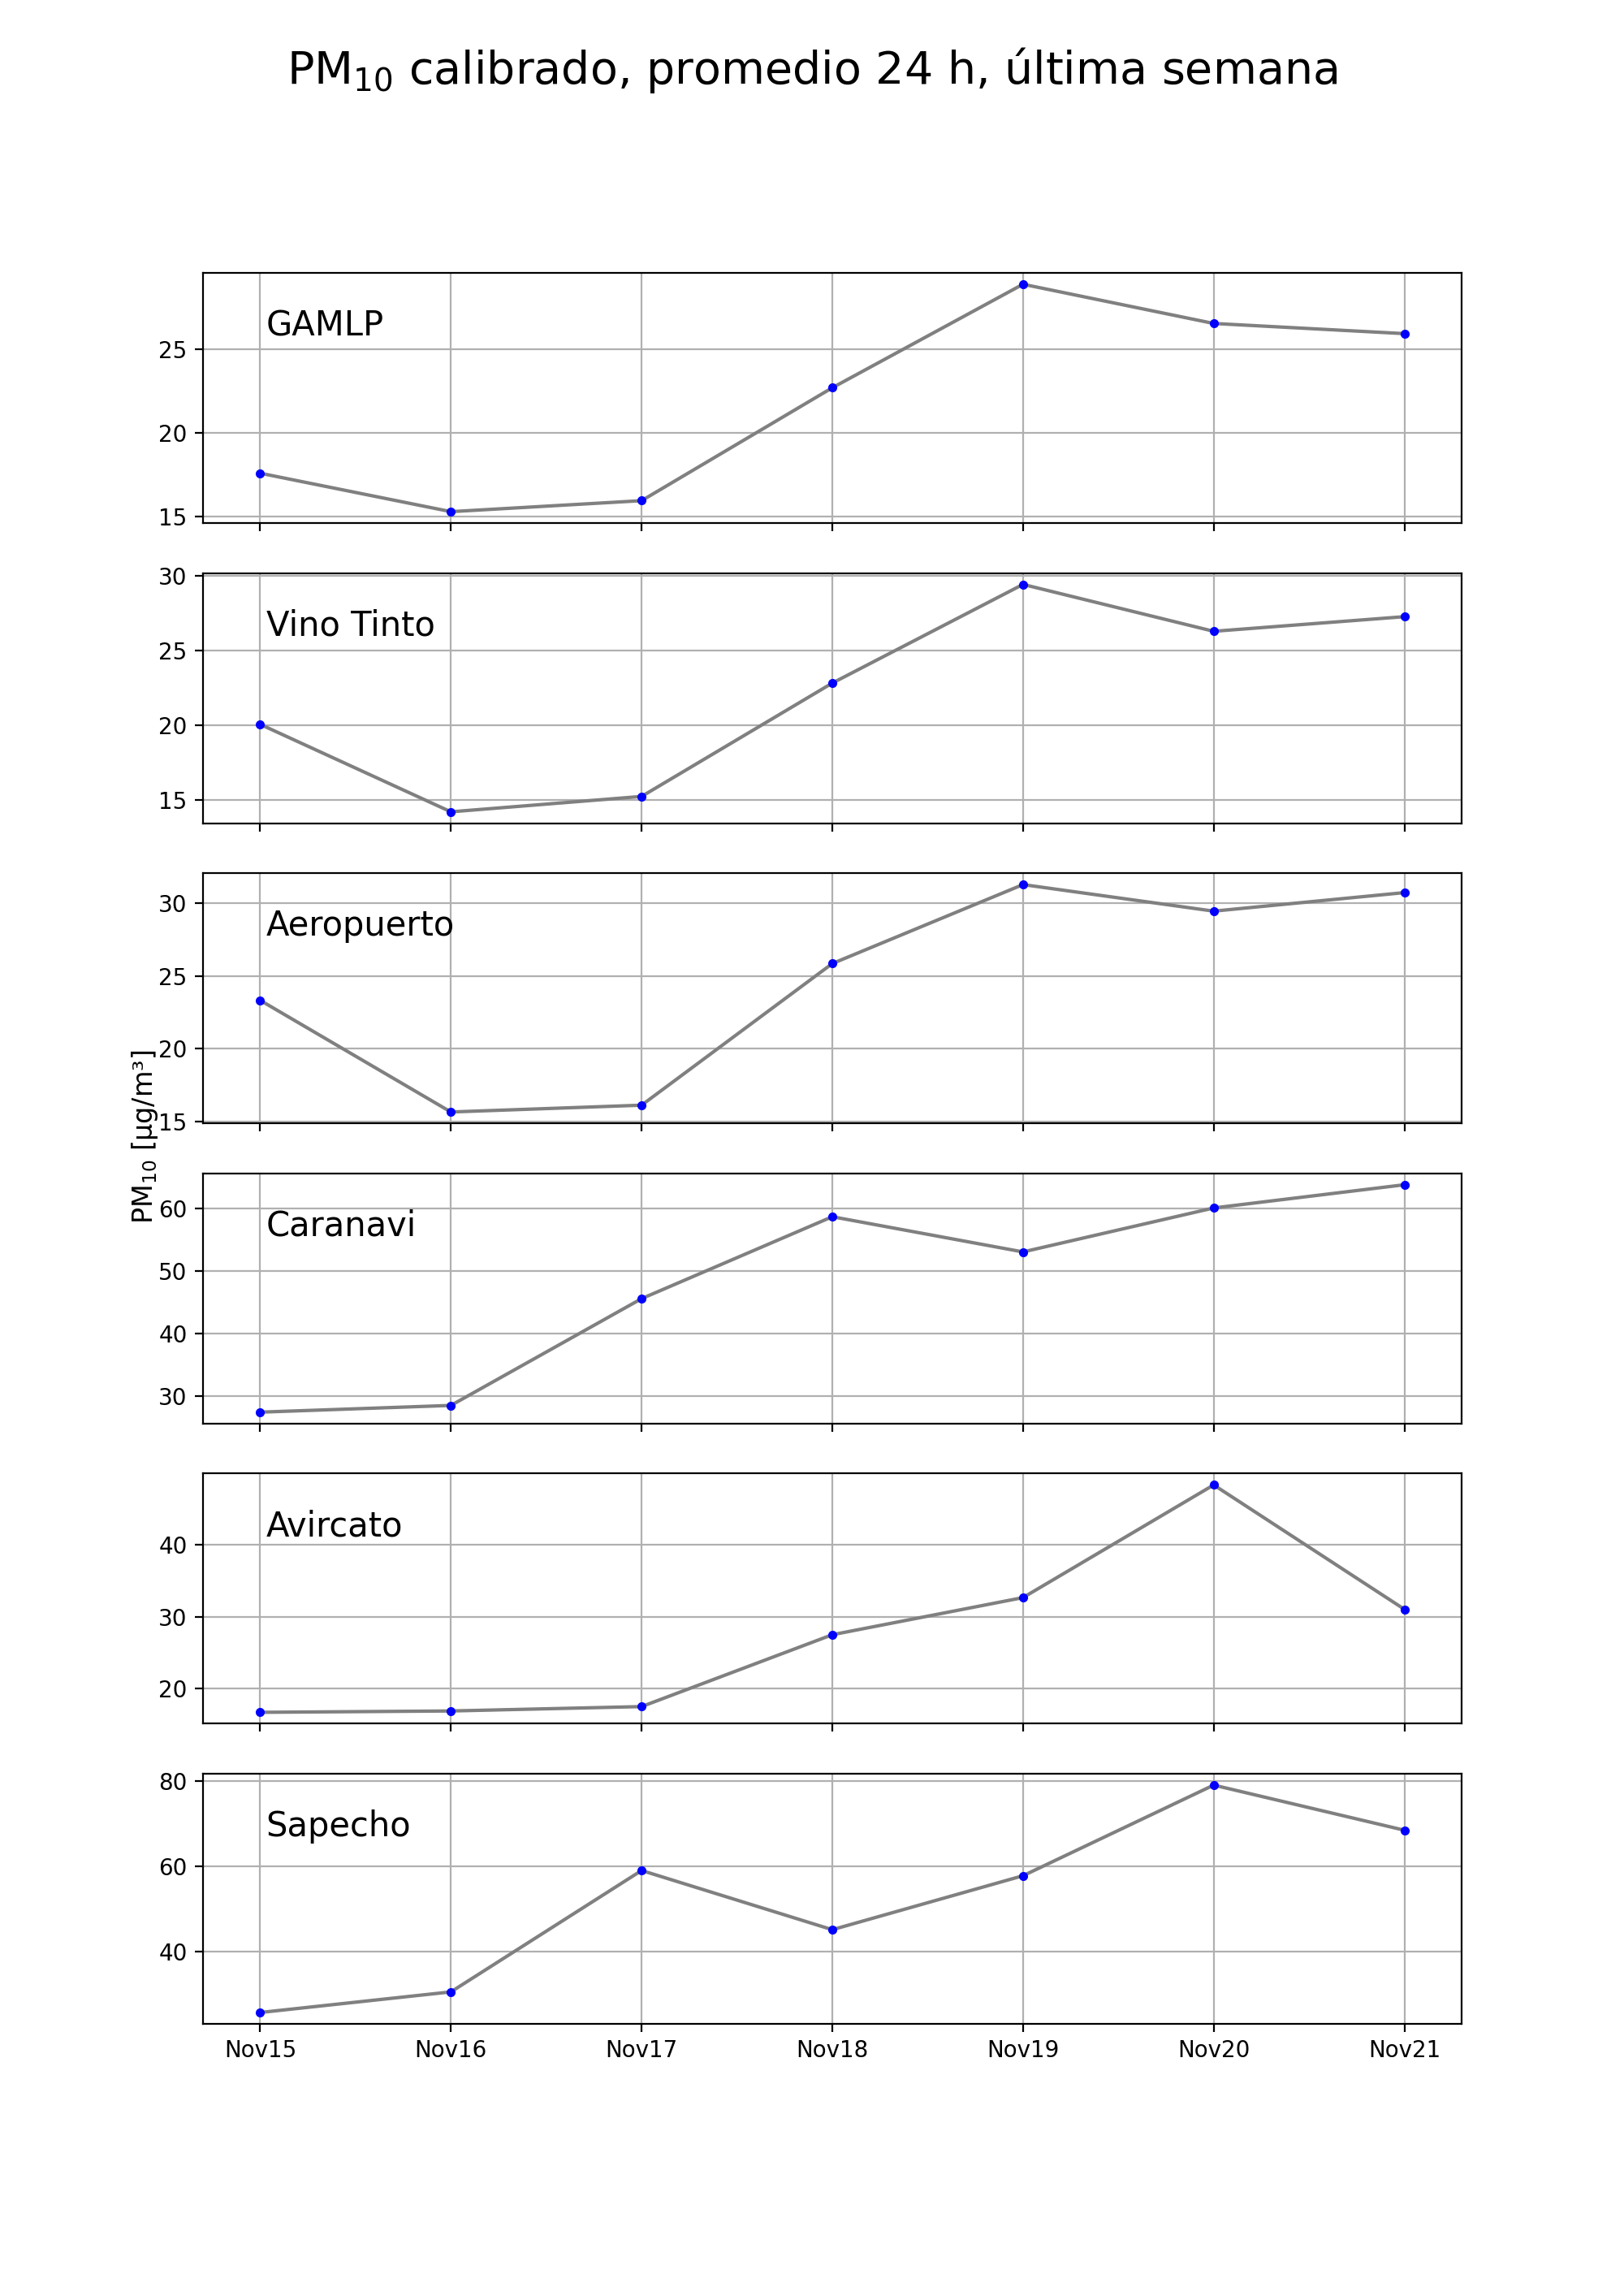 PM₁₀ calibrado, promedio 24 h, última semana
GAMLP
25
20
15
Vino Tinto
30
25
20
15
Aeropuerto
30
25
20
15
PM₁₀ [µg/m³]
Caranavi
60
50
40
30
Avircato
40
30
20
Sapecho
80
60
40
Nov15 Nov16 Nov17 Nov18 Nov19 Nov20 Nov21